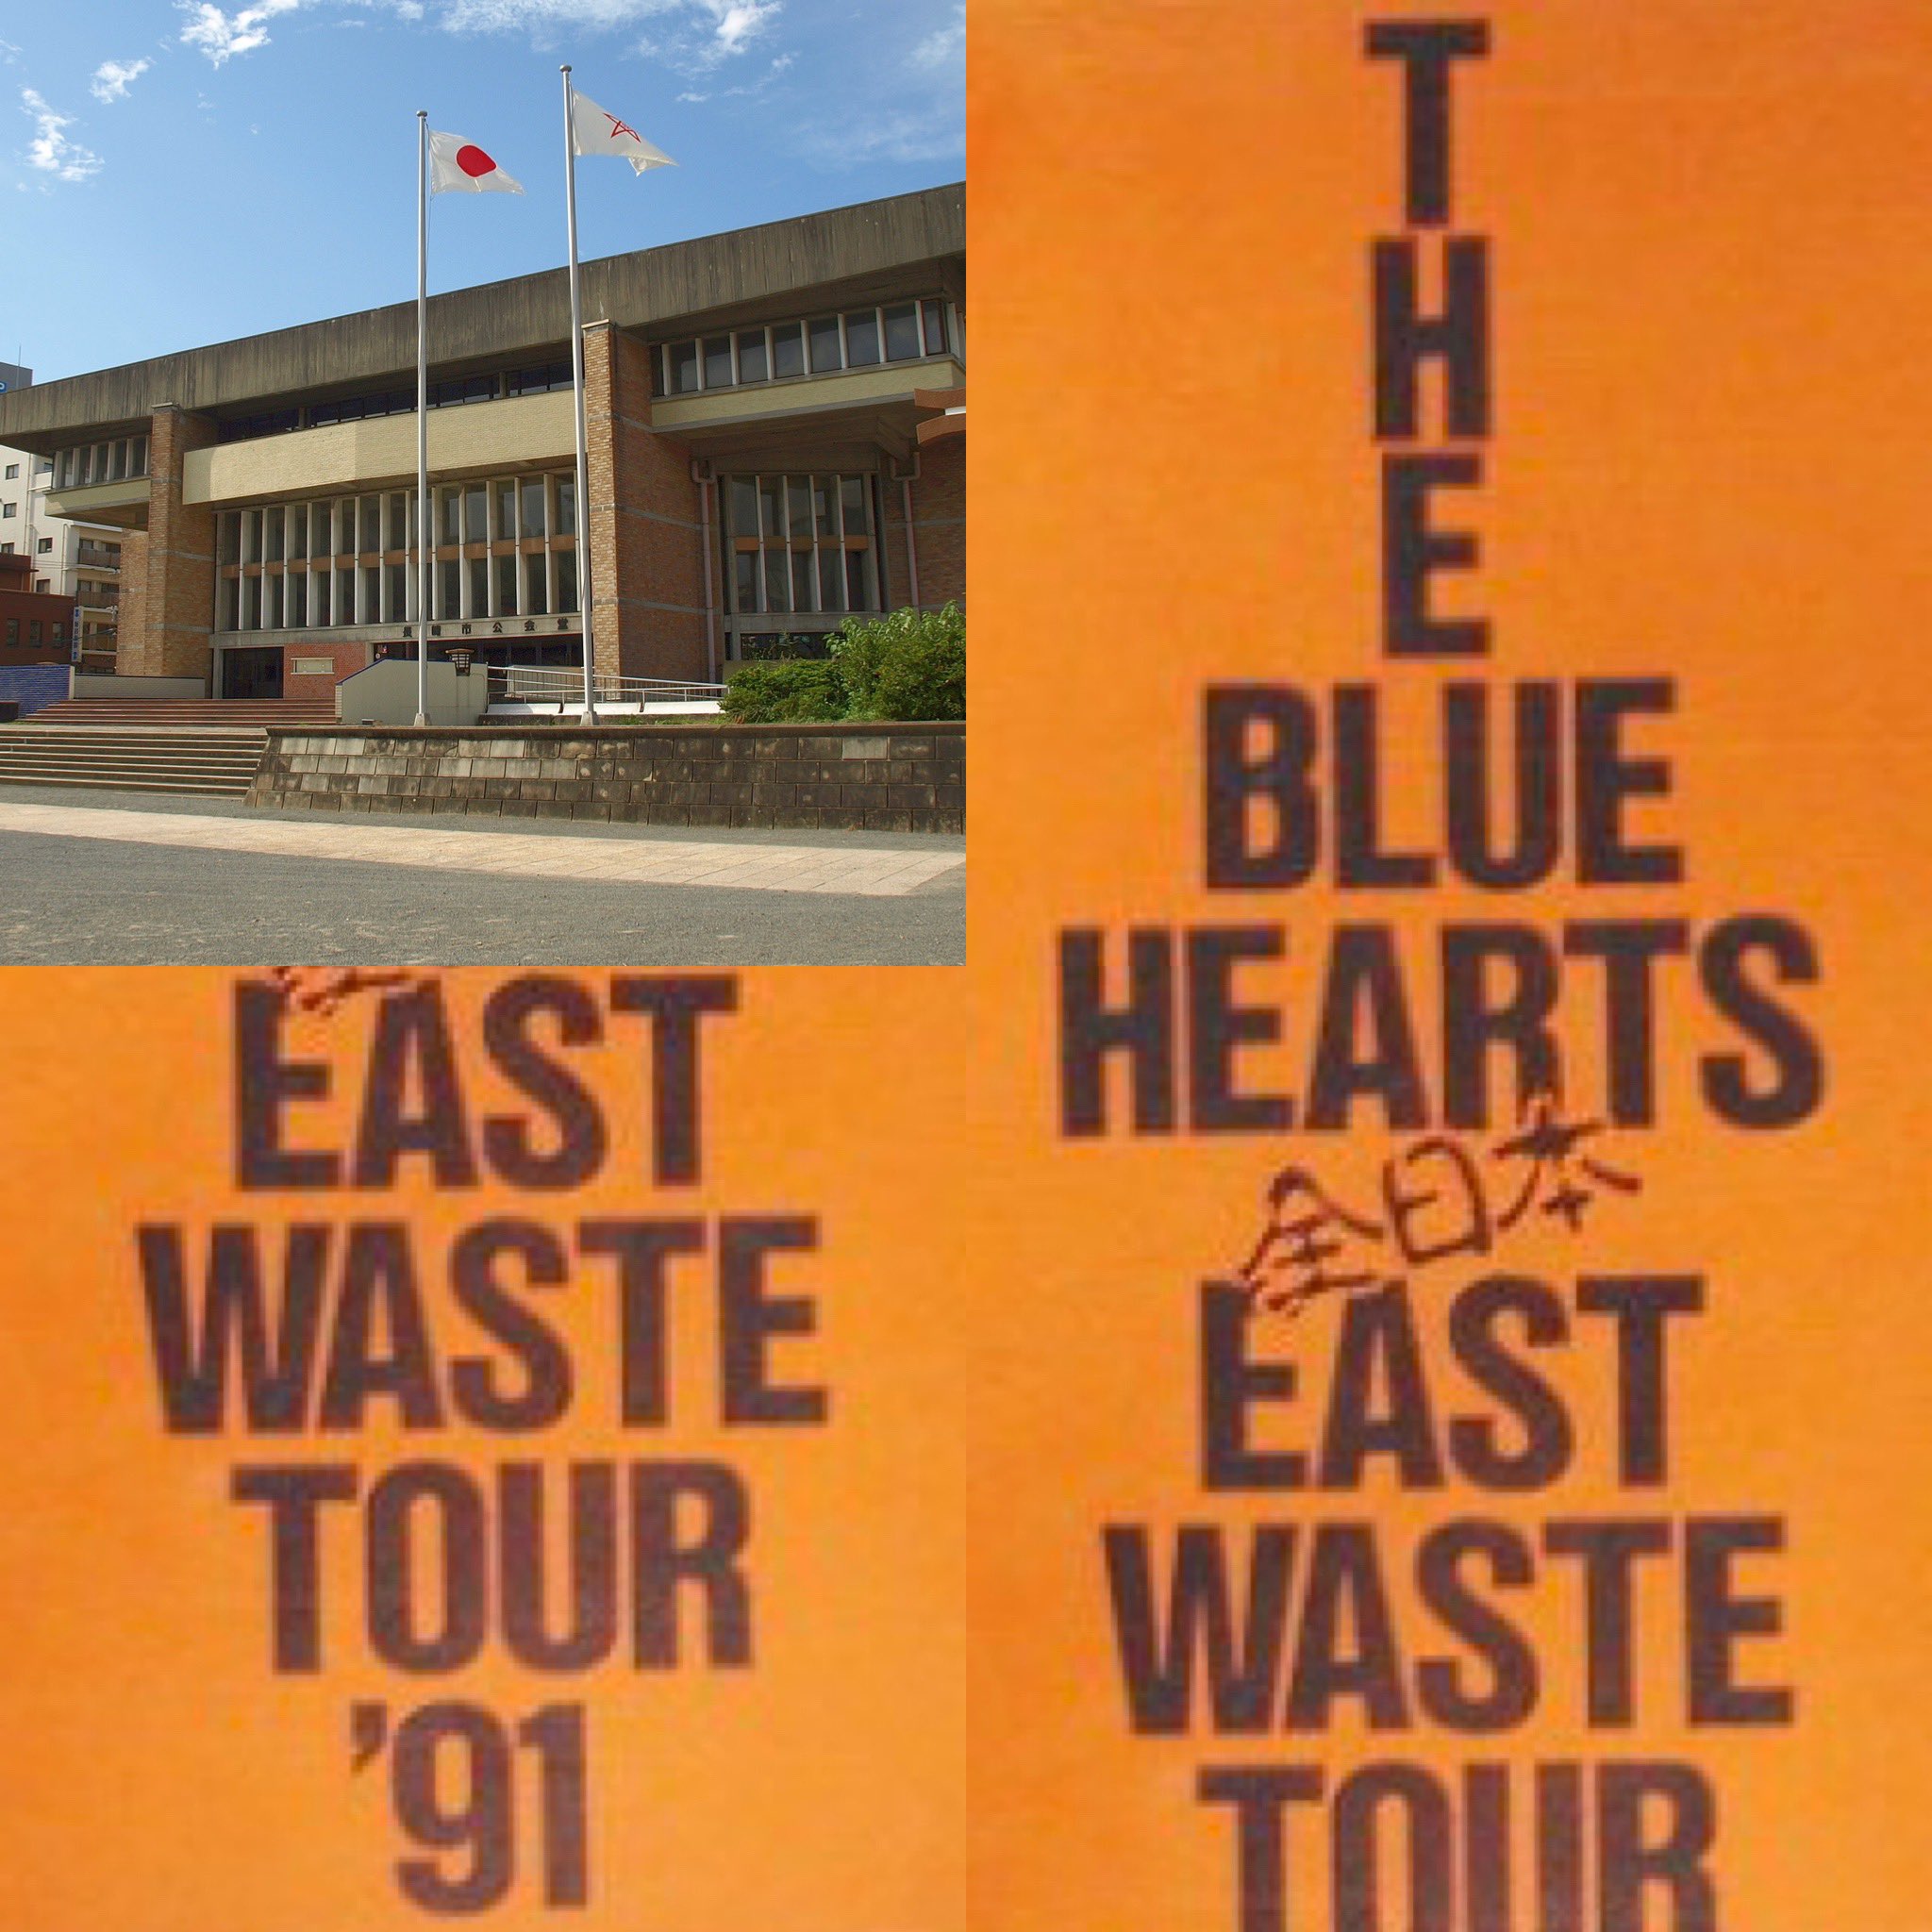 長崎市公会堂
THE
BLUE
HEARTS
全日本
EAST
WASTE
TOUR
EAST
WASTE
TOUR
'91